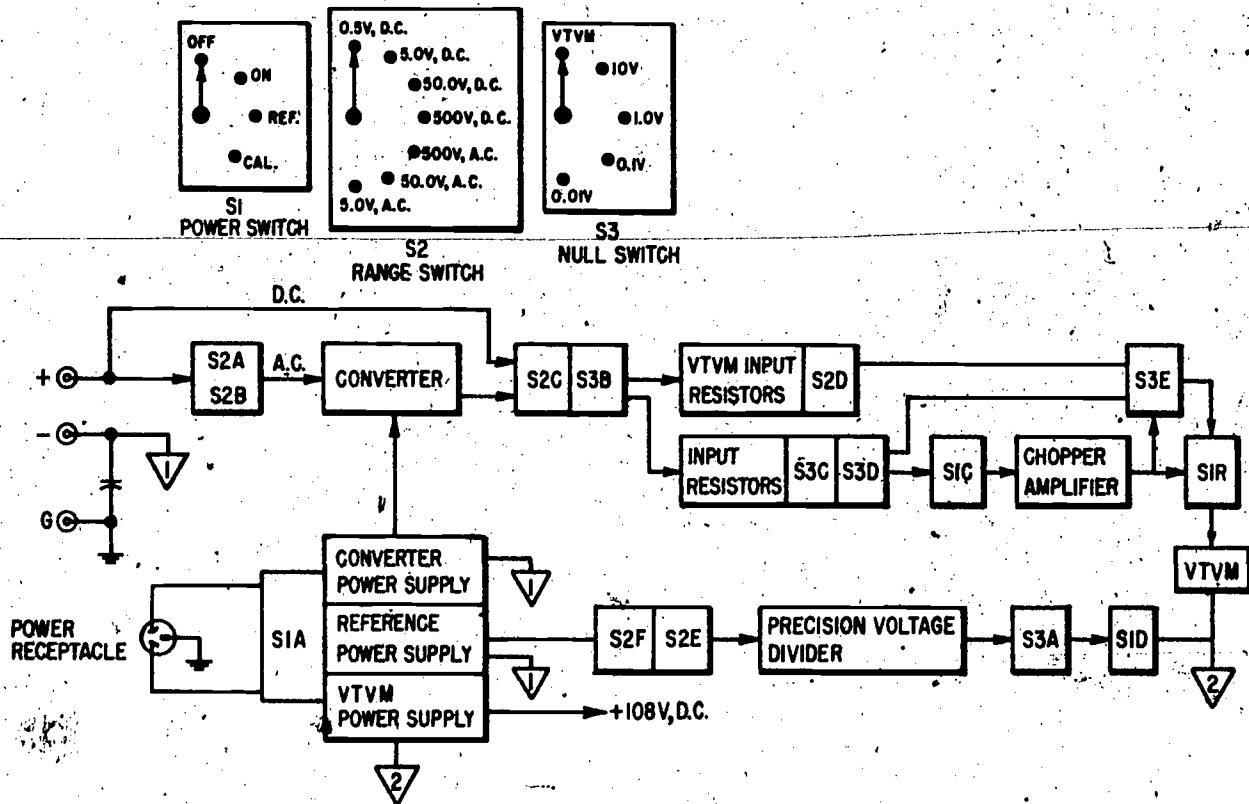 OFF
ON
REF.
CAL.
S1
POWER SWITCH
0.5V, D.C.
5.0V, D.C.
50.0V, D.C.
500V, D.C.
500V, A.C.
50.0V, A.C.
5.0V, A.C.
S2
RANGE SWITCH
VTVM
10V
1.0V
0.1V
0.01V
S3
NULL SWITCH
D.C.
+
S2A
S2B
A.C.
CONVERTER
S2C
S3B
VTVM INPUT
RESISTORS
S2D
S3E
-
1
INPUT
RESISTORS
S3C
S3D
S1C
CHOPPER
AMPLIFIER
S1R
G
VTVM
POWER
RECEPTACLE
S1A
CONVERTER
POWER SUPPLY
1
REFERENCE
POWER SUPPLY
1
VTVM
POWER SUPPLY
+108V, D.C.
2
S2F
S2E
PRECISION VOLTAGE
DIVIDER
S3A
S1D
2